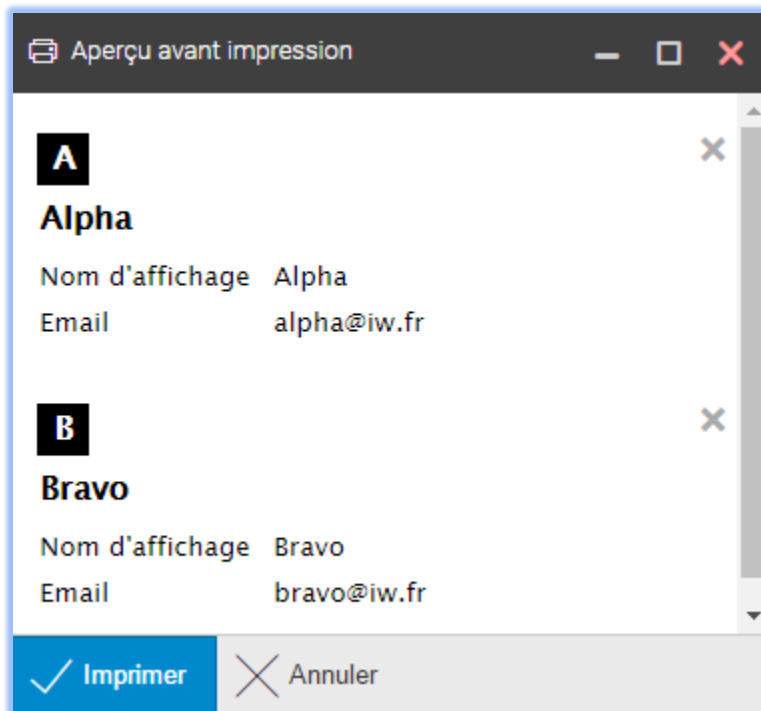 Aperçu avant impression
A
Alpha
Nom d'affichage Alpha
Email alpha@iw.fr
B
Bravo
Nom d'affichage Bravo
Email bravo@iw.fr
Imprimer Annuler